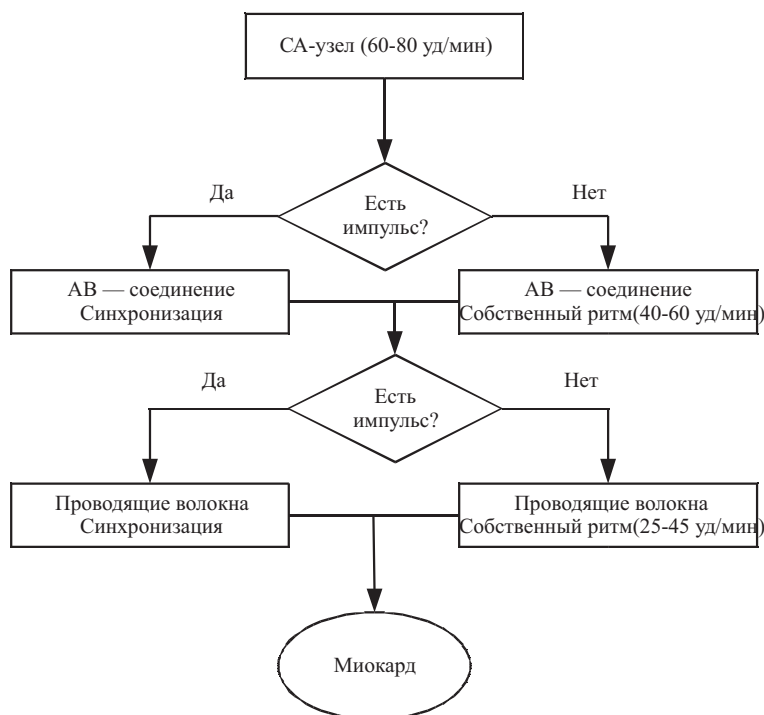 СА-узел (60-80 уд/мин)
Есть
импульс?
Да
Нет
АВ — соединение
Синхронизация
АВ — соединение
Собственный ритм(40-60 уд/мин)
Есть
импульс?
Да
Нет
Проводящие волокна
Синхронизация
Проводящие волокна
Собственный ритм(25-45 уд/мин)
Миокард